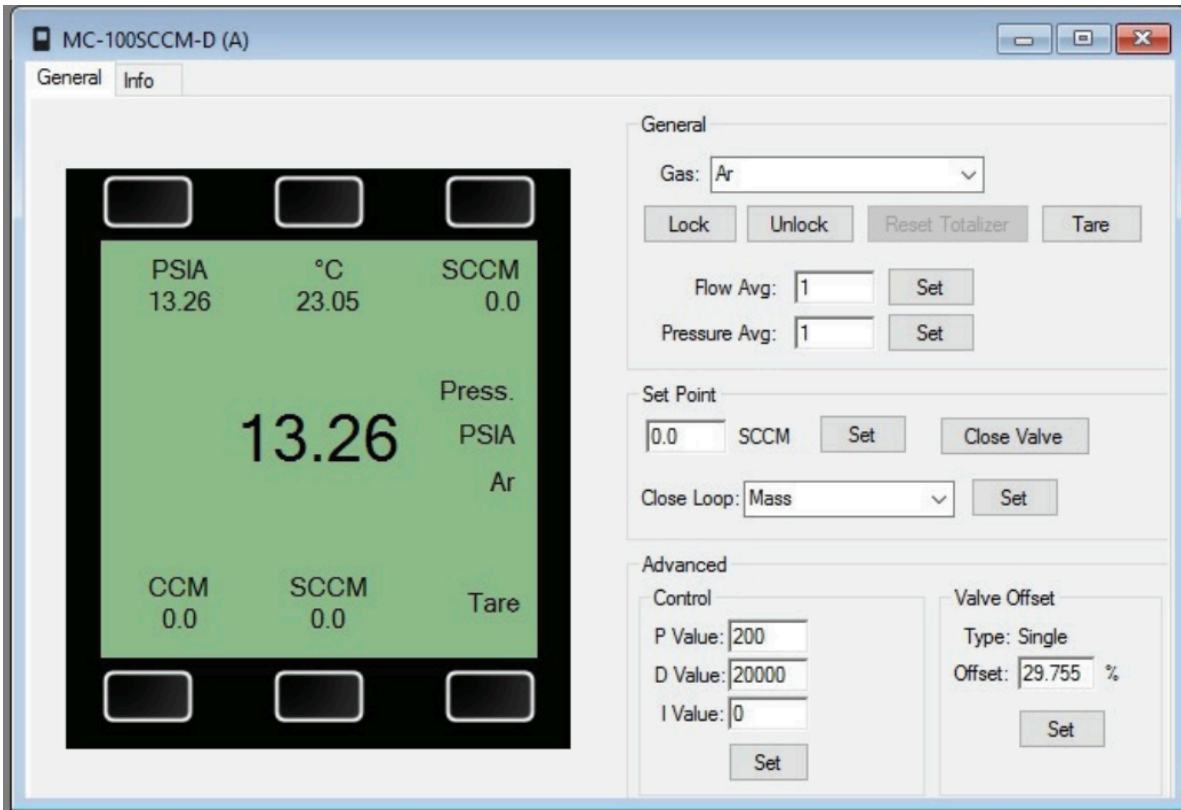 MC-100SCCM-D (A)
General Info
PSIA °C SCCM
13.26 23.05 0.0
Press.
13.26 PSIA
Ar
CCM SCCM
0.0 0.0 Tare
General
Gas: Ar
Lock Unlock Reset Totalizer Tare
Flow Avg: 1 Set
Pressure Avg: 1 Set
Set Point
0.0 SCCM Set Close Valve
Close Loop: Mass Set
Advanced
Control
P Value: 200
D Value: 20000
I Value: 0
Set
Valve Offset
Type: Single
Offset: 29.755 %
Set